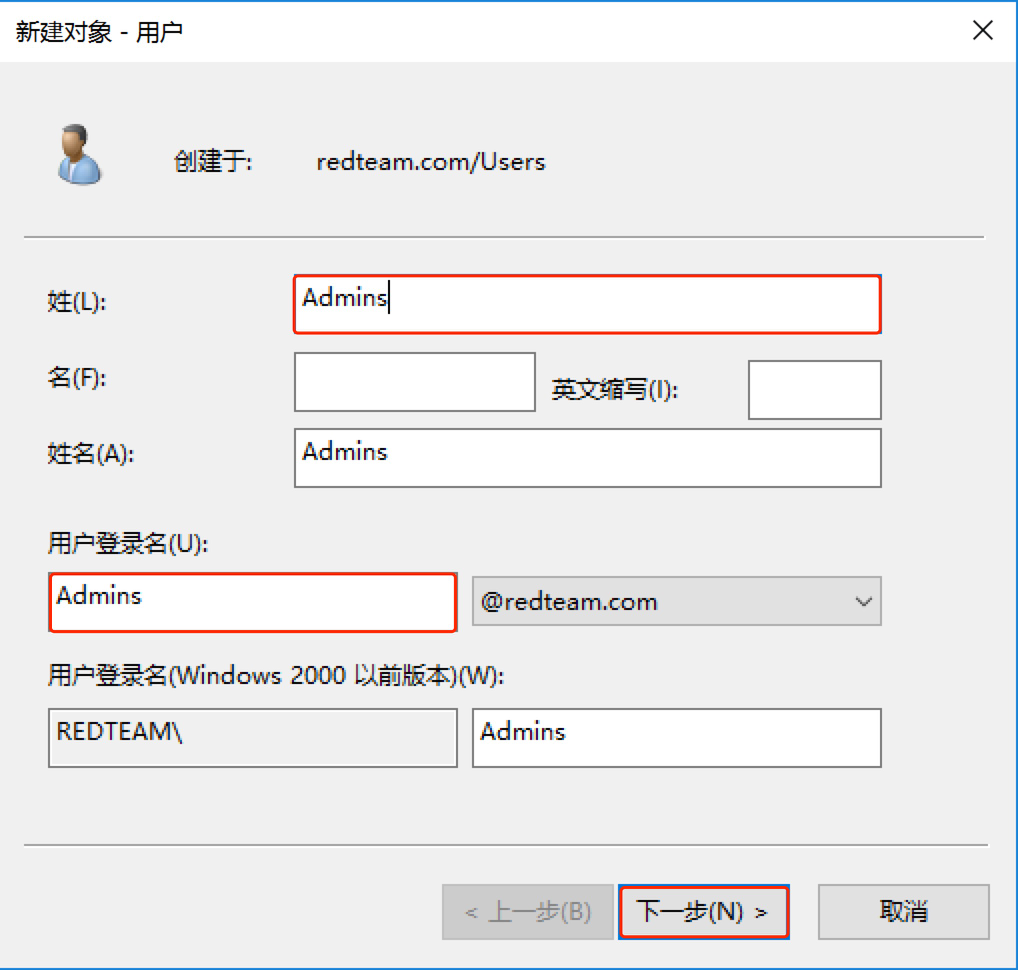 新建对象 - 用户
创建于: redteam.com/Users
姓(L): Admins
名(F): 英文缩写(I):
姓名(A): Admins
用户登录名(U):
Admins @redteam.com
用户登录名(Windows 2000 以前版本)(W):
REDTEAM\ Admins
< 上一步(B) 下一步(N) > 取消